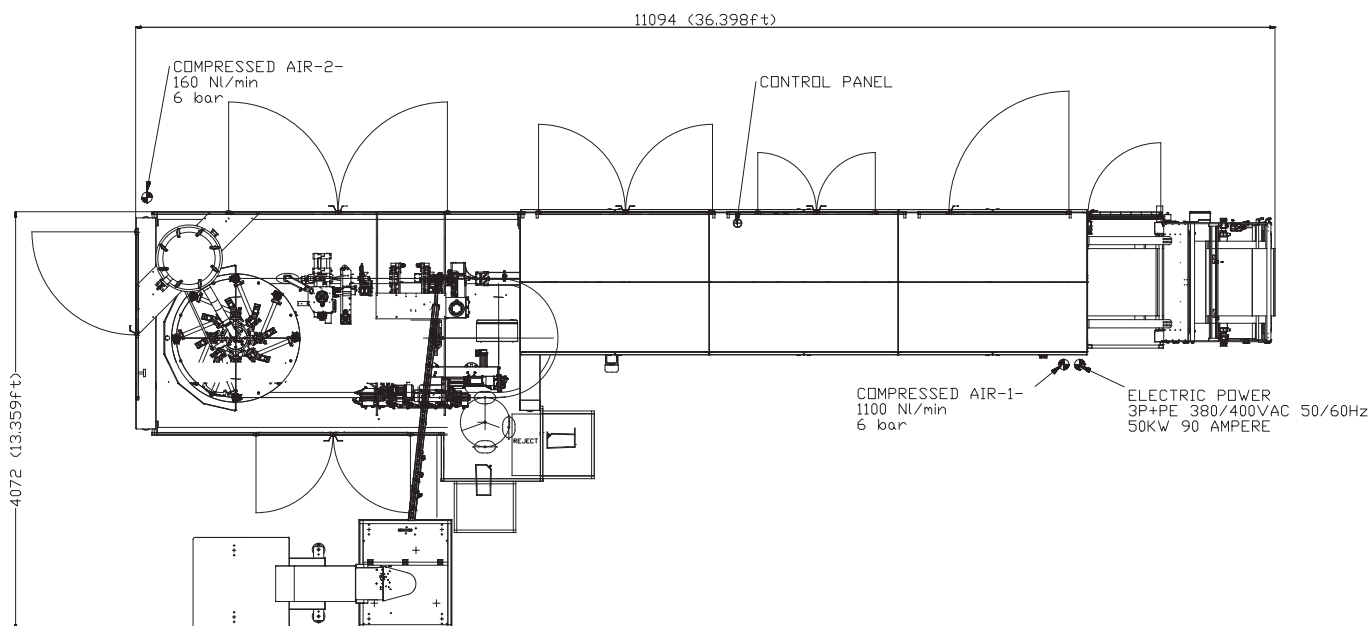 11094 (36.398ft)
COMPRESSED AIR-2-
160 Nl/min
6 bar
CONTROL PANEL
COMPRESSED AIR-1-
1100 Nl/min
6 bar
ELECTRIC POWER
3P+PE 380/400VAC 50/60Hz
50KW 90 AMPERE
REJECT
4072 (13.359ft)